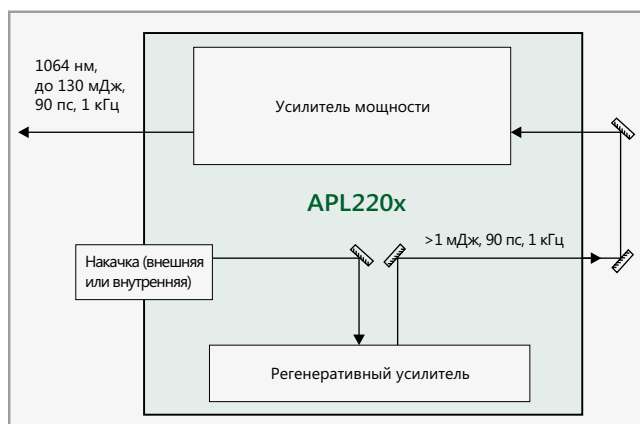 1064 нм,
до 130 мДж,
90 пс, 1 кГц
Усилитель мощности
APL220x
>1 мДж, 90 пс, 1 кГц
Накачка (внешняя
или внутренняя)
Регенеративный усилитель